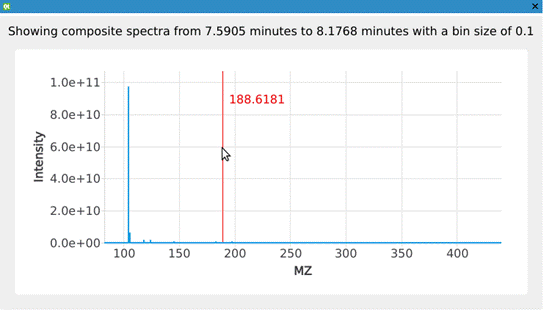 Showing composite spectra from 7.5905 minutes to 8.1768 minutes with a bin size of 0.1
1.0e+11
188.6181
8.0e+10
6.0e+10
4.0e+10
2.0e+10
0.0e+00
Intensity
100 150 200 250 300 350 400
MZ